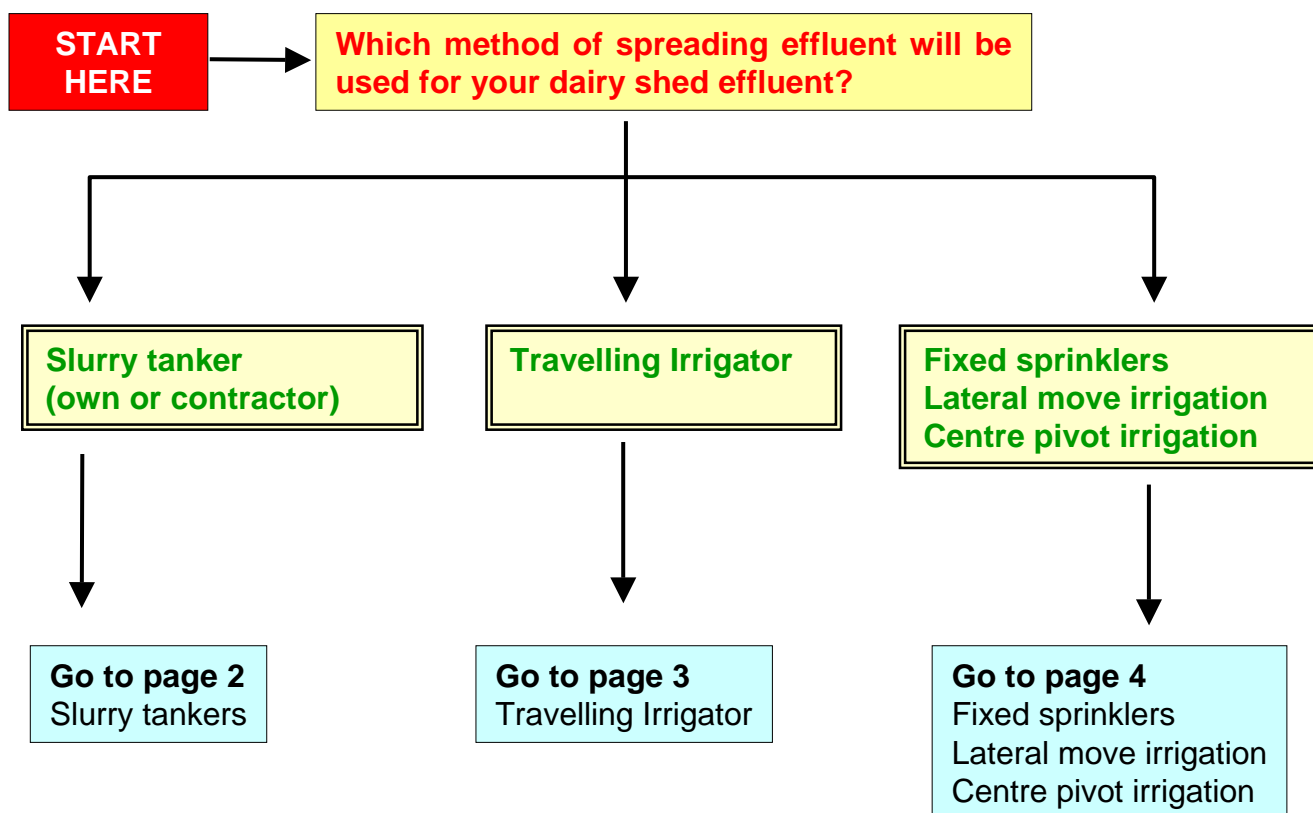 START
HERE
Which method of spreading effluent will be
used for your dairy shed effluent?
Slurry tanker
(own or contractor)
Travelling Irrigator
Fixed sprinklers
Lateral move irrigation
Centre pivot irrigation
Go to page 2
Slurry tankers
Go to page 3
Travelling Irrigator
Go to page 4
Fixed sprinklers
Lateral move irrigation
Centre pivot irrigation